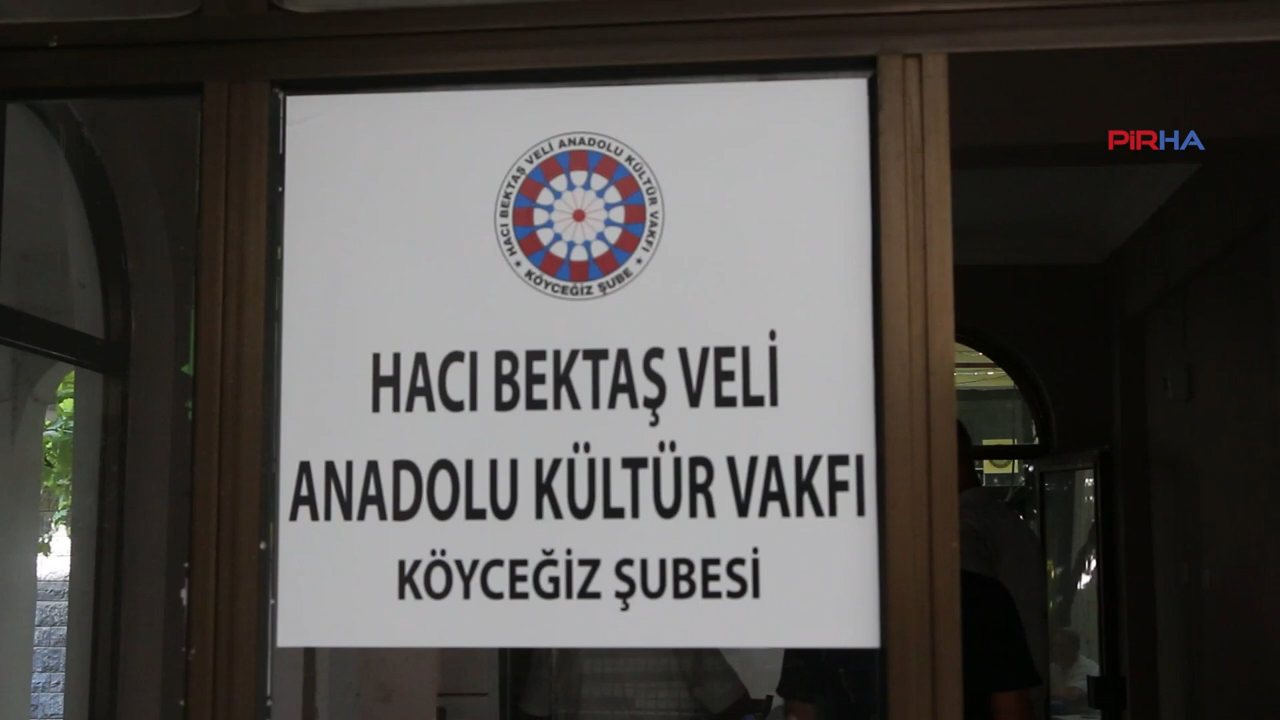 PİRHA
HACI BEKTAŞ VELİ ANADOLU KÜLTÜR VAKFI
KÖYCEĞİZ ŞUBE
HACI BEKTAŞ VELİ
ANADOLU KÜLTÜR VAKFI
KÖYCEĞİZ ŞUBESİ